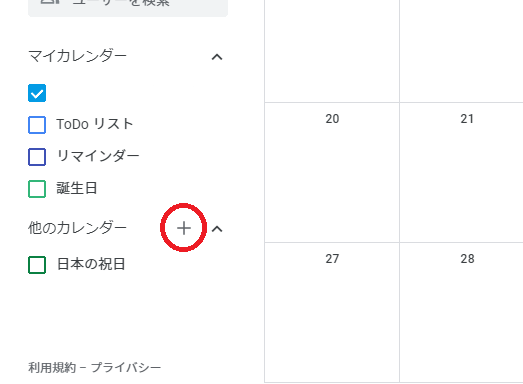 ユーザーを検索
マイカレンダー
ToDo リスト
リマインダー
誕生日
他のカレンダー
日本の祝日
利用規約 – プライバシー
20
21
27
28